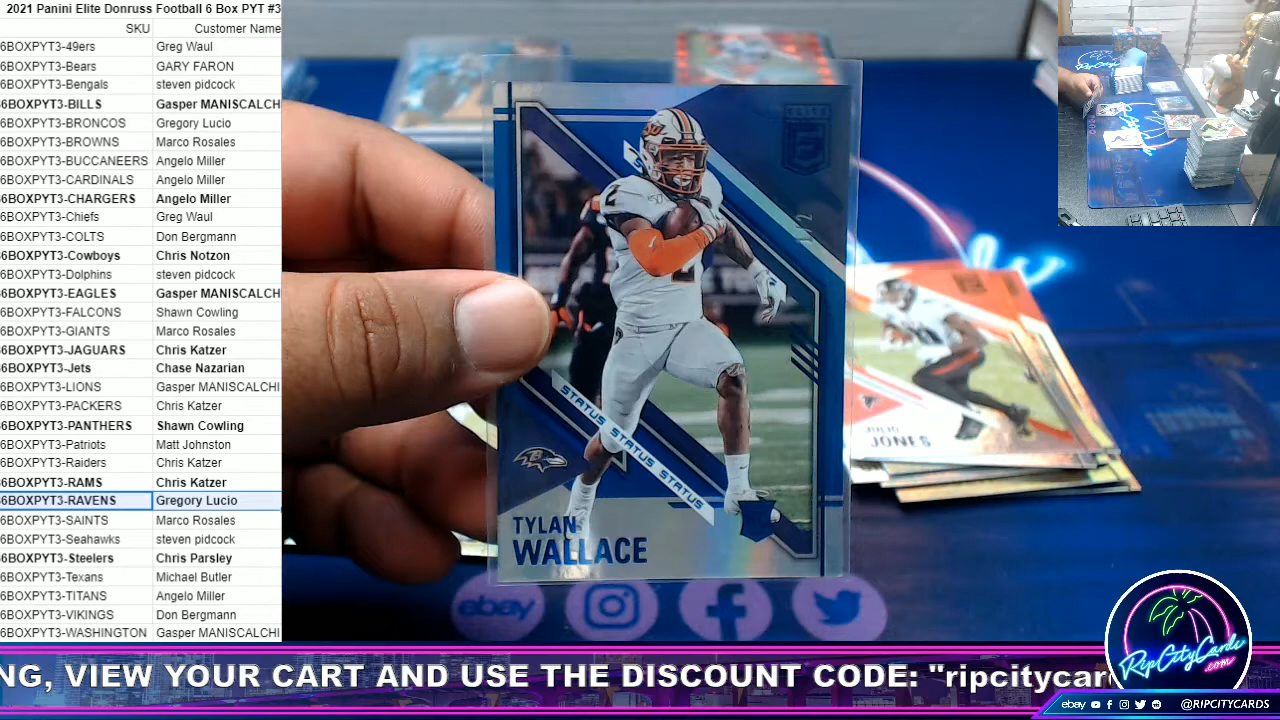 2021 Panini Elite Donruss Football 6 Box PYT #3
SKU Customer Name
6BOXPYT3-49ers Greg Waul
6BOXPYT3-Bears GARY FARON
6BOXPYT3-Bengals steven pidcock
6BOXPYT3-BILLS Gasper MANISCALCH
6BOXPYT3-BRONCOS Gregory Lucio
6BOXPYT3-BROWNS Marco Rosales
6BOXPYT3-BUCCANEERS Angelo Miller
6BOXPYT3-CARDINALS Angelo Miller
6BOXPYT3-CHARGERS Angelo Miller
6BOXPYT3-Chiefs Greg Waul
6BOXPYT3-COLTS Don Bergmann
6BOXPYT3-Cowboys Chris Notzon
6BOXPYT3-Dolphins steven pidcock
6BOXPYT3-EAGLES Gasper MANISCALCH
6BOXPYT3-FALCONS Shawn Cowling
6BOXPYT3-GIANTS Marco Rosales
6BOXPYT3-JAGUARS Chris Katzer
6BOXPYT3-Jets Chase Nazarian
6BOXPYT3-LIONS Gasper MANISCALCHI
6BOXPYT3-PACKERS Chris Katzer
6BOXPYT3-PANTHERS Shawn Cowling
6BOXPYT3-Patriots Matt Johnston
6BOXPYT3-Raiders Chris Katzer
6BOXPYT3-RAMS Chris Katzer
6BOXPYT3-RAVENS Gregory Lucio
6BOXPYT3-SAINTS Marco Rosales
6BOXPYT3-Seahawks steven pidcock
6BOXPYT3-Steelers Chris Parsley
6BOXPYT3-Texans Michael Butler
6BOXPYT3-TITANS Angelo Miller
6BOXPYT3-VIKINGS Don Bergmann
6BOXPYT3-WASHINGTON Gasper MANISCALCHI
ELITE
2
STATUS STATUS STATUS
TYLAN
WALLACE
JULIO
JONES
ebay
NG, VIEW YOUR CART AND USE THE DISCOUNT CODE: "ripcitycar
RipCityCards
.com
ebay @RIPCITYCARDS